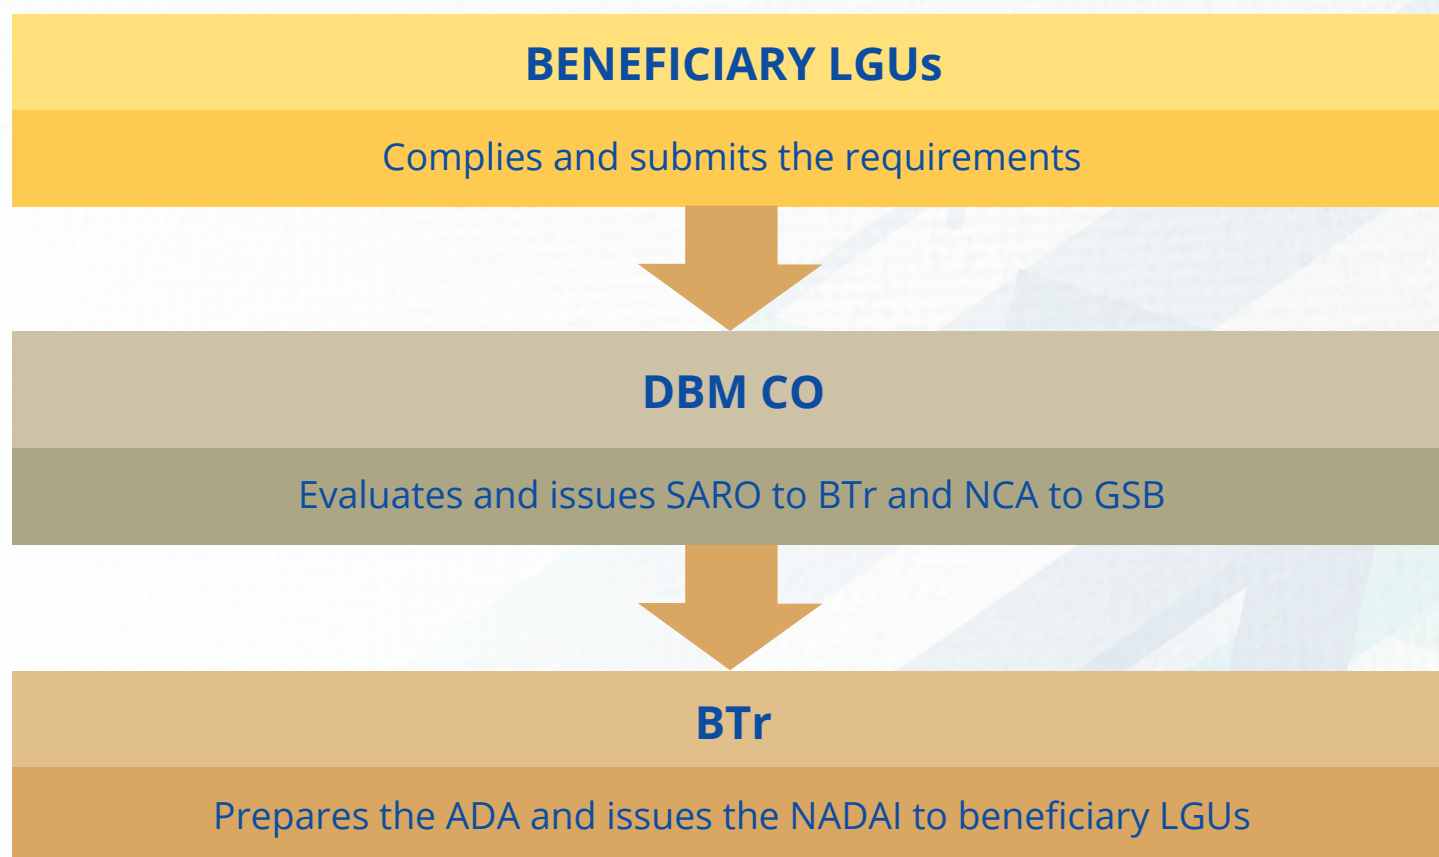 BENEFICIARY LGUs
Complies and submits the requirements
DBM CO
Evaluates and issues SARO to BTr and NCA to GSB
BTr
Prepares the ADA and issues the NADAI to beneficiary LGUs